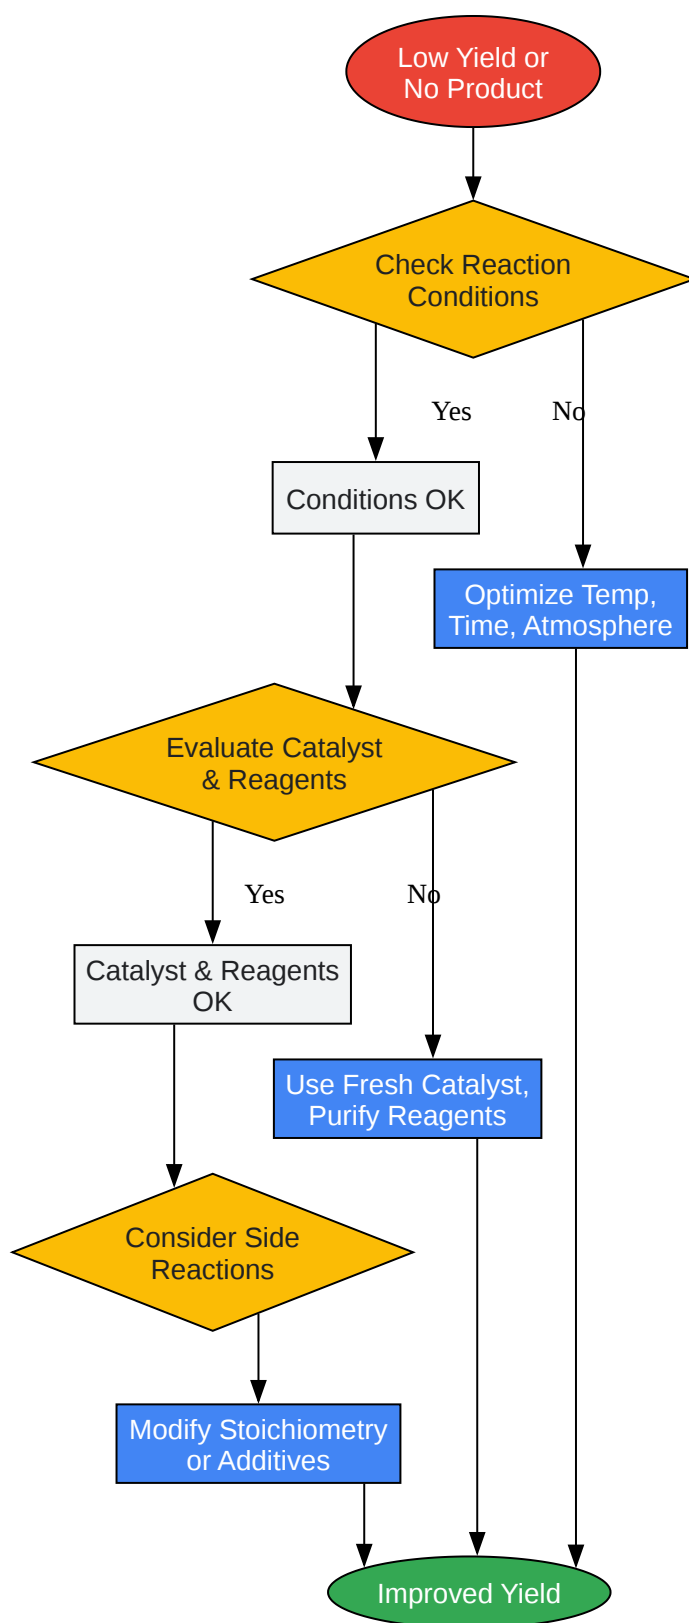 Low Yield or
No Product
Check Reaction
Conditions
Yes
No
Conditions OK
Optimize Temp,
Time, Atmosphere
Evaluate Catalyst
& Reagents
Yes
No
Catalyst & Reagents
OK
Use Fresh Catalyst,
Purify Reagents
Consider Side
Reactions
Modify Stoichiometry
or Additives
Improved Yield